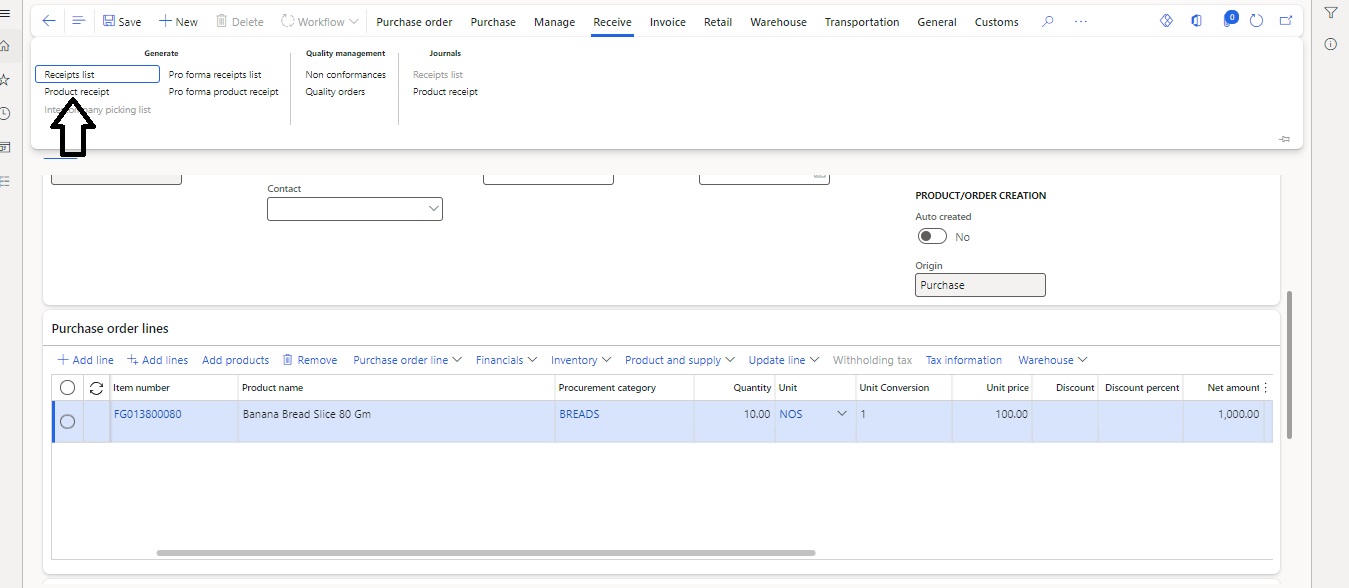 Save New Delete Workflow Purchase order Purchase Manage Receive Invoice Retail Warehouse Transportation General Customs ... 0
Generate Quality management Journals
Receipts list Pro forma receipts list Non conformances Receipts list
Product receipt Pro forma product receipt Quality orders Product receipt
Contact
PRODUCT/ORDER CREATION
Auto created
No
Origin
Purchase
Purchase order lines
Add line Add lines Add products Remove Purchase order line Financials Inventory Product and supply Update line Withholding tax Tax information Warehouse
Item number Product name Procurement category Quantity Unit Unit Conversion Unit price Discount Discount percent Net amount
FG013800080 Banana Bread Slice 80 Gm BREADS 10.00 NOS 1 100.00 1,000.00